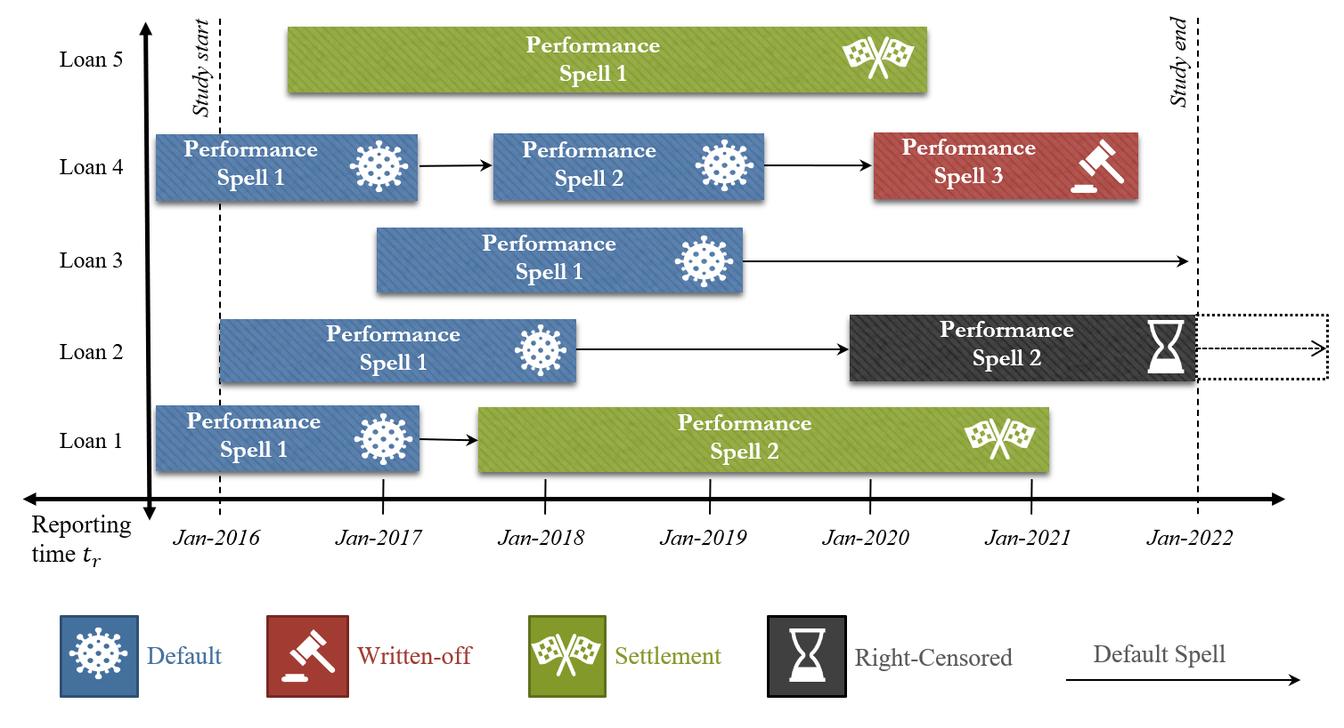 Study start
Study end
Loan 5
Performance
Spell 1
Loan 4
Performance
Spell 1
Performance
Spell 2
Performance
Spell 3
Loan 3
Performance
Spell 1
Loan 2
Performance
Spell 1
Performance
Spell 2
Loan 1
Performance
Spell 1
Performance
Spell 2
Reporting
time tᵣ
Jan-2016
Jan-2017
Jan-2018
Jan-2019
Jan-2020
Jan-2021
Jan-2022
Default
Written-off
Settlement
Right-Censored
Default Spell